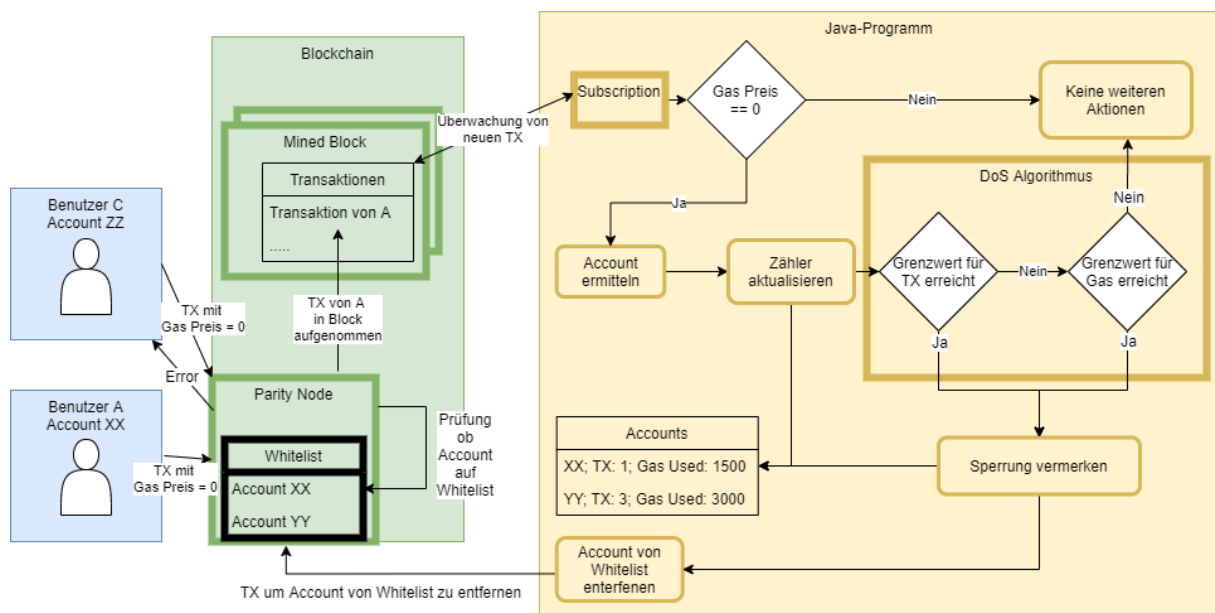 Blockchain
Mined Block
Transaktionen
Transaktion von A
.....
TX von A
in Block
aufgenommen
Benutzer C
Account ZZ
TX mit
Gas Preis = 0
Error
Benutzer A
Account XX
TX mit
Gas Preis = 0
Parity Node
Whitelist
Account XX
Account YY
Prüfung
ob
Account
auf
Whitelist
TX um Account von Whitelist zu entfernen
Überwachung von
neuen TX
Java-Programm
Subscription
Gas Preis
== 0
Nein
Keine weiteren
Aktionen
Ja
Account
ermitteln
Zähler
aktualisieren
DoS Algorithmus
Grenzwert für
TX erreicht
Nein
Grenzwert für
Gas erreicht
Nein
Ja
Ja
Accounts
XX; TX: 1; Gas Used: 1500
YY; TX: 3; Gas Used: 3000
Sperrung vermerken
Account von
Whitelist
enterfenen